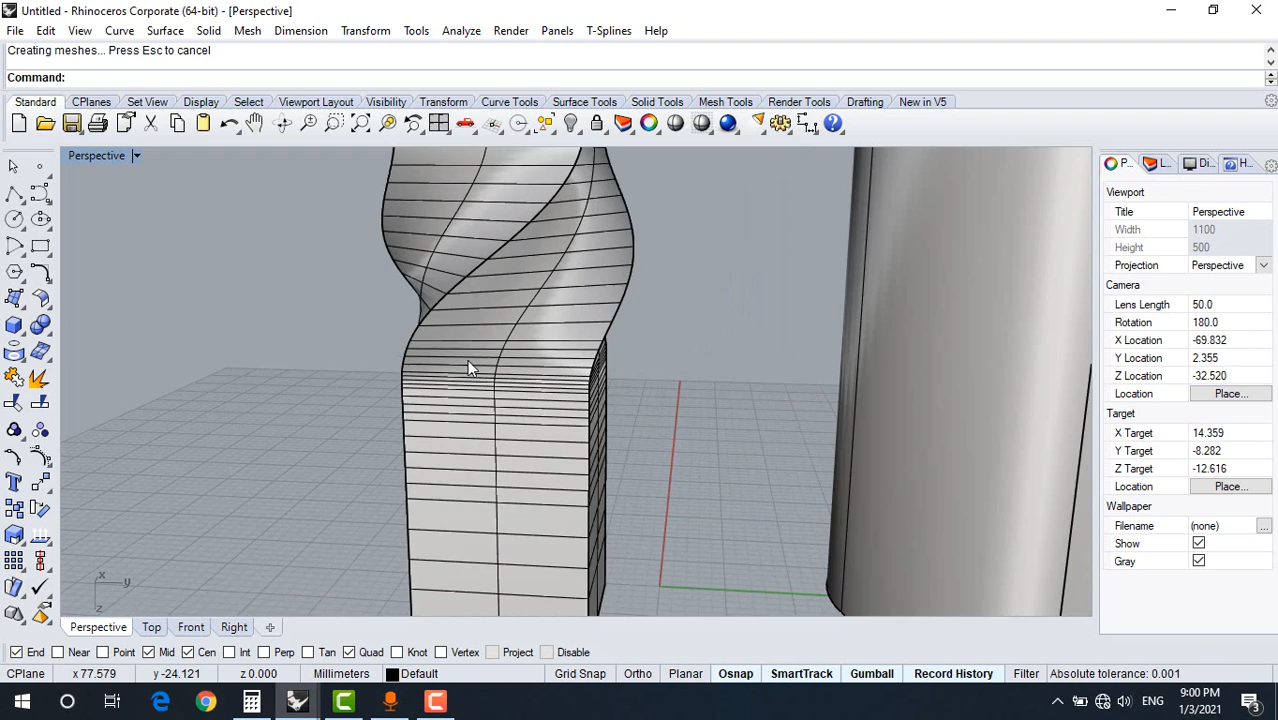 Untitled - Rhinoceros Corporate (64-bit) - [Perspective]
File Edit View Curve Surface Solid Mesh Dimension Transform Tools Analyze Render Panels T-Splines Help
Creating meshes... Press Esc to cancel
Command:
Standard CPlanes Set View Display Select Viewport Layout Visibility Transform Curve Tools Surface Tools Solid Tools Mesh Tools Render Tools Drafting New in V5
Perspective
P... L... Di... H...
Viewport
Title Perspective
Width 1100
Height 500
Projection Perspective
Camera
Lens Length 50.0
Rotation 180.0
X Location -69.832
Y Location 2.355
Z Location -32.520
Location Place...
Target
X Target 14.359
Y Target -8.282
Z Target -12.616
Location Place...
Wallpaper
Filename (none) ...
Show
Gray
x y z
Perspective Top Front Right
End Near Point Mid Cen Int Perp Tan Quad Knot Vertex Project Disable
CPlane x 77.579 y -24.121 z 0.000 Millimeters Default Grid Snap Ortho Planar Osnap SmartTrack Gumball Record History Filter Absolute tolerance: 0.001
ENG
9:00 PM
1/3/2021
3